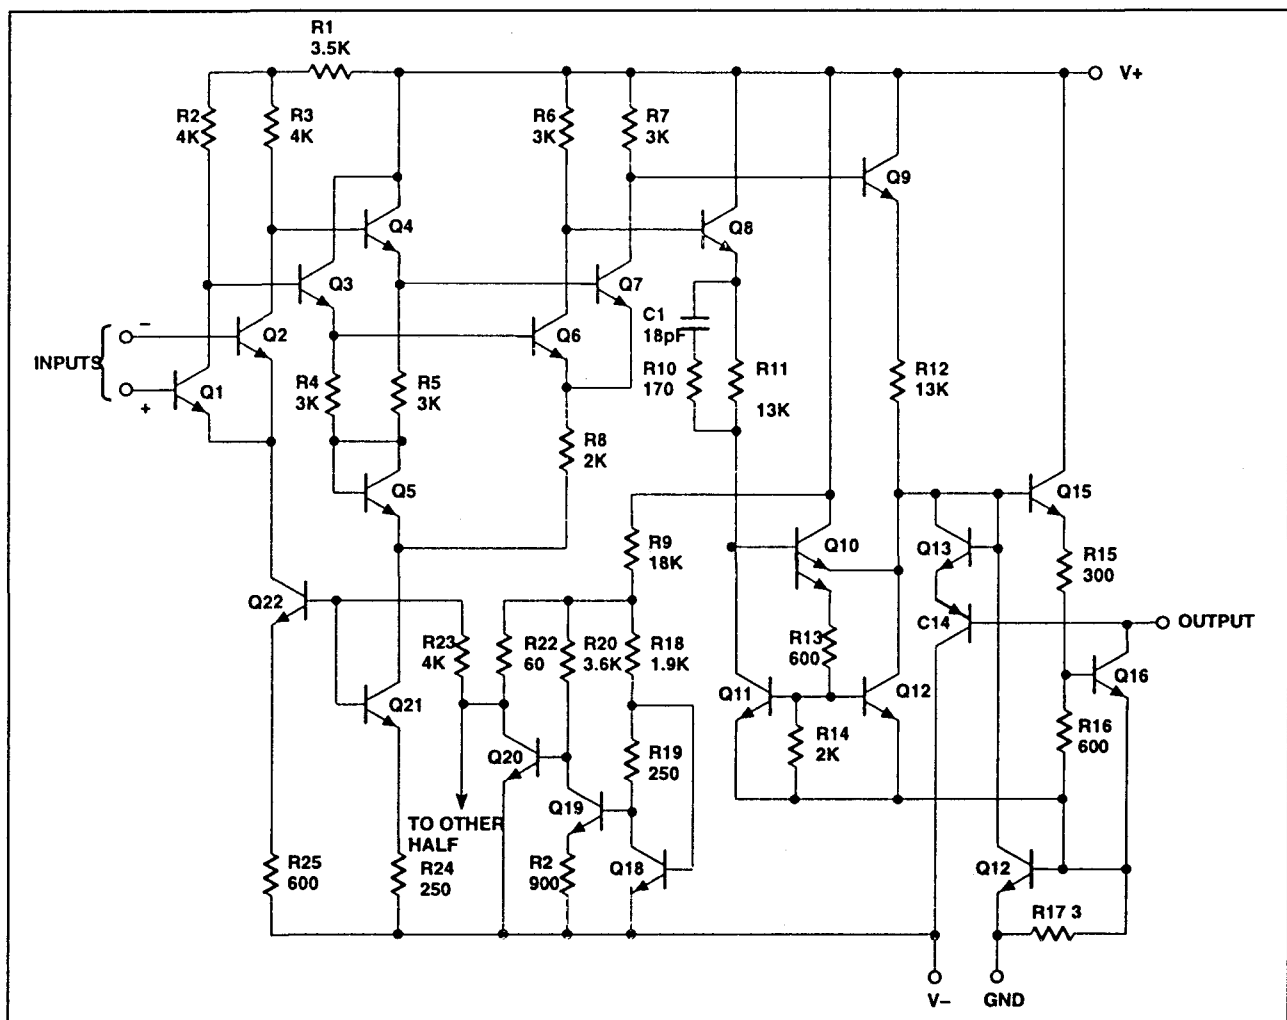 R1
3.5K
V+
R2
4K
R3
4K
R6
3K
R7
3K
Q9
Q4
Q8
Q3
Q7
C1
18pF
–
INPUTS
+
Q2
Q1
Q6
R4
3K
R5
3K
R10
170
R11
13K
R12
13K
R8
2K
Q5
Q15
R9
18K
Q10
Q13
R15
300
Q22
C14
OUTPUT
R23
4K
R22
60
R20
3.6K
R18
1.9K
R13
600
Q11
Q12
Q16
Q21
R14
2K
R16
600
Q20
R19
250
Q19
TO OTHER
HALF
R25
600
R24
250
R2
900
Q18
Q12
R17 3
V–
GND